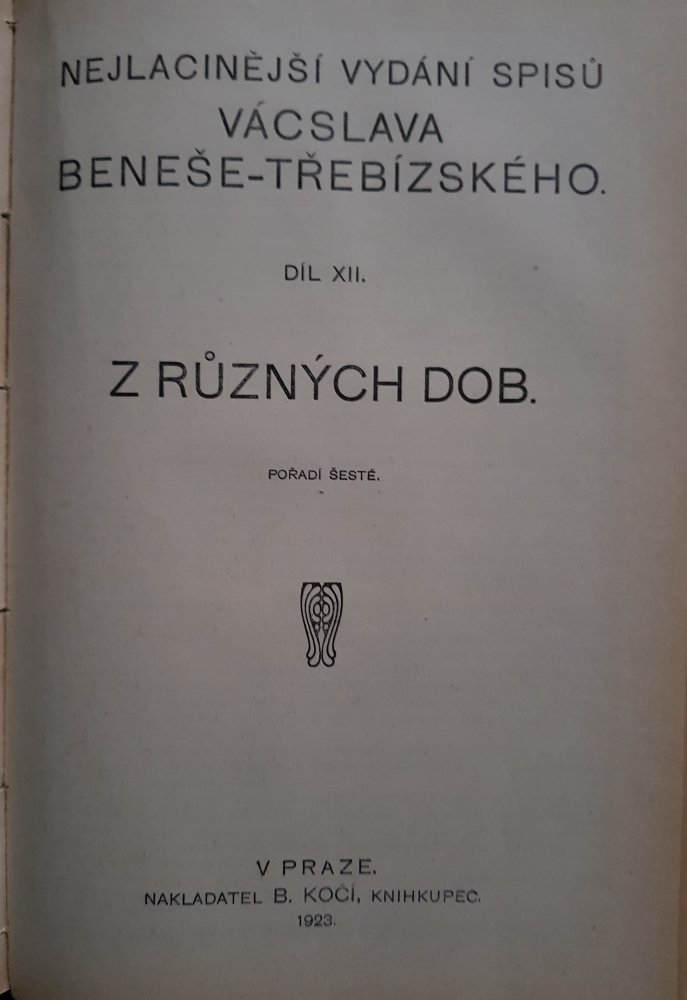 NEJLACINĚJŠÍ VYDÁNÍ SPISŮ
VÁCSLAVA
BENEŠE-TŘEBÍZSKÉHO.
DÍL XII.
Z RŮZNÝCH DOB.
POŘADÍ ŠESTÉ.
V PRAZE.
NAKLADATEL B. KOČÍ, KNIHKUPEC.
1923.